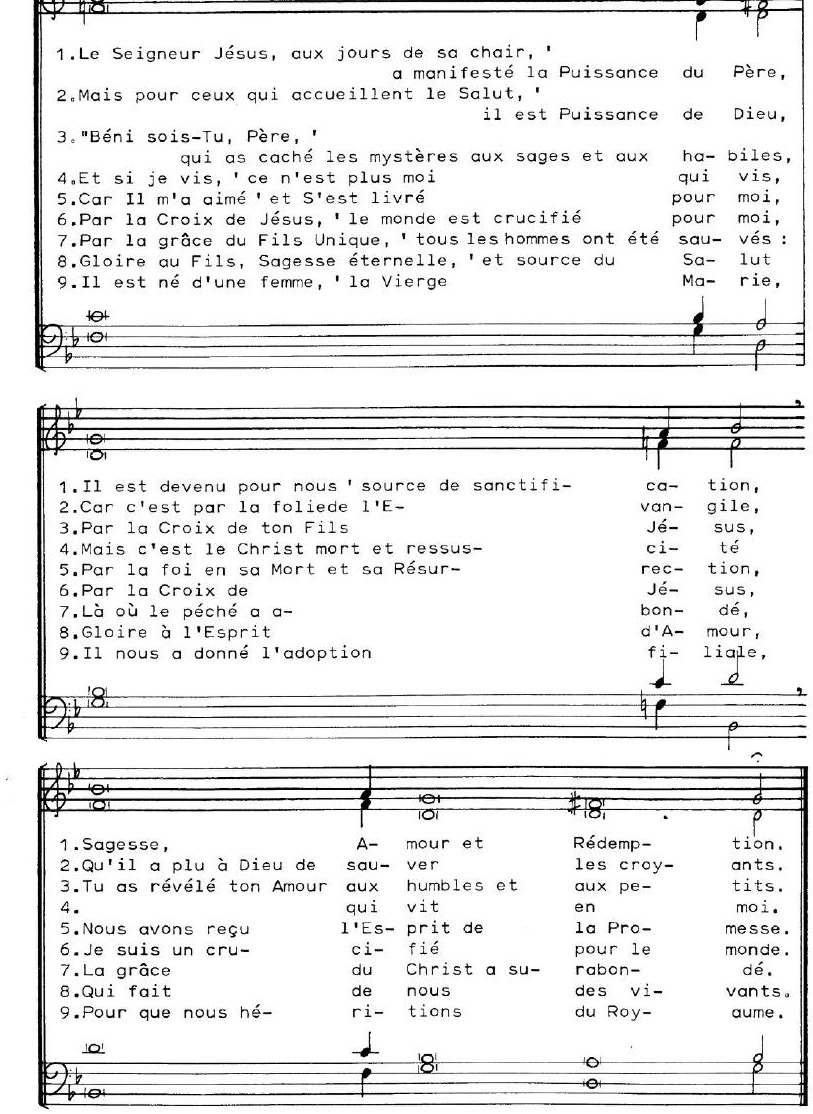 1.Le Seigneur Jésus, aux jours de sa chair, '
a manifesté la Puissance du Père,
2.Mais pour ceux qui accueillent le Salut, '
il est Puissance de Dieu,
3."Béni sois-Tu, Père, '
qui as caché les mystères aux sages et aux ha- biles,
4.Et si je vis, ' ce n'est plus moi qui vis,
5.Car Il m'a aimé ' et S'est livré pour moi,
6.Par la Croix de Jésus, ' le monde est crucifié pour moi,
7.Par la grâce du Fils Unique, ' tous les hommes ont été sau- vés :
8.Gloire au Fils, Sagesse éternelle, ' et source du Sa- lut
9.Il est né d'une femme, ' la Vierge Ma- rie,
1.Il est devenu pour nous ' source de sanctifi- ca- tion,
2.Car c'est par la foliede l'E- van- gile,
3.Par la Croix de ton Fils Jé- sus,
4.Mais c'est le Christ mort et ressus- ci- té
5.Par la foi en sa Mort et sa Résur- rec- tion,
6.Par la Croix de Jé- sus,
7.Là où le péché a a- bon- dé,
8.Gloire à l'Esprit d'A- mour,
9.Il nous a donné l'adoption fi- liale,
1.Sagesse, A- mour et Rédemp- tion.
2.Qu'il a plu à Dieu de sau- ver les croy- ants.
3.Tu as révélé ton Amour aux humbles et aux pe- tits.
4. qui vit en moi.
5.Nous avons reçu l'Es- prit de la Pro- messe.
6.Je suis un cru- ci- fié pour le monde.
7.La grâce du Christ a su- rabon- dé.
8.Qui fait de nous des vi- vants.
9.Pour que nous hé- ri- tions du Roy- aume.